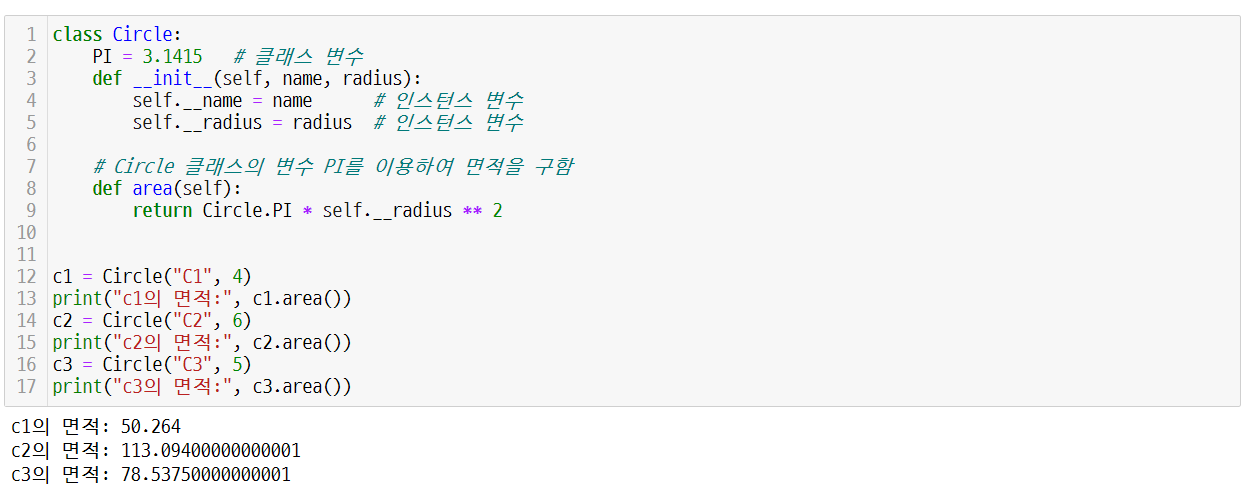 1 class Circle:
2     PI = 3.1415   # 클래스 변수
3     def __init__(self, name, radius):
4         self.__name = name      # 인스턴스 변수
5         self.__radius = radius  # 인스턴스 변수
6
7     # Circle 클래스의 변수 PI를 이용하여 면적을 구함
8     def area(self):
9         return Circle.PI * self.__radius ** 2
10
11
12 c1 = Circle("C1", 4)
13 print("c1의 면적:", c1.area())
14 c2 = Circle("C2", 6)
15 print("c2의 면적:", c2.area())
16 c3 = Circle("C3", 5)
17 print("c3의 면적:", c3.area())
c1의 면적: 50.264
c2의 면적: 113.09400000000001
c3의 면적: 78.53750000000001